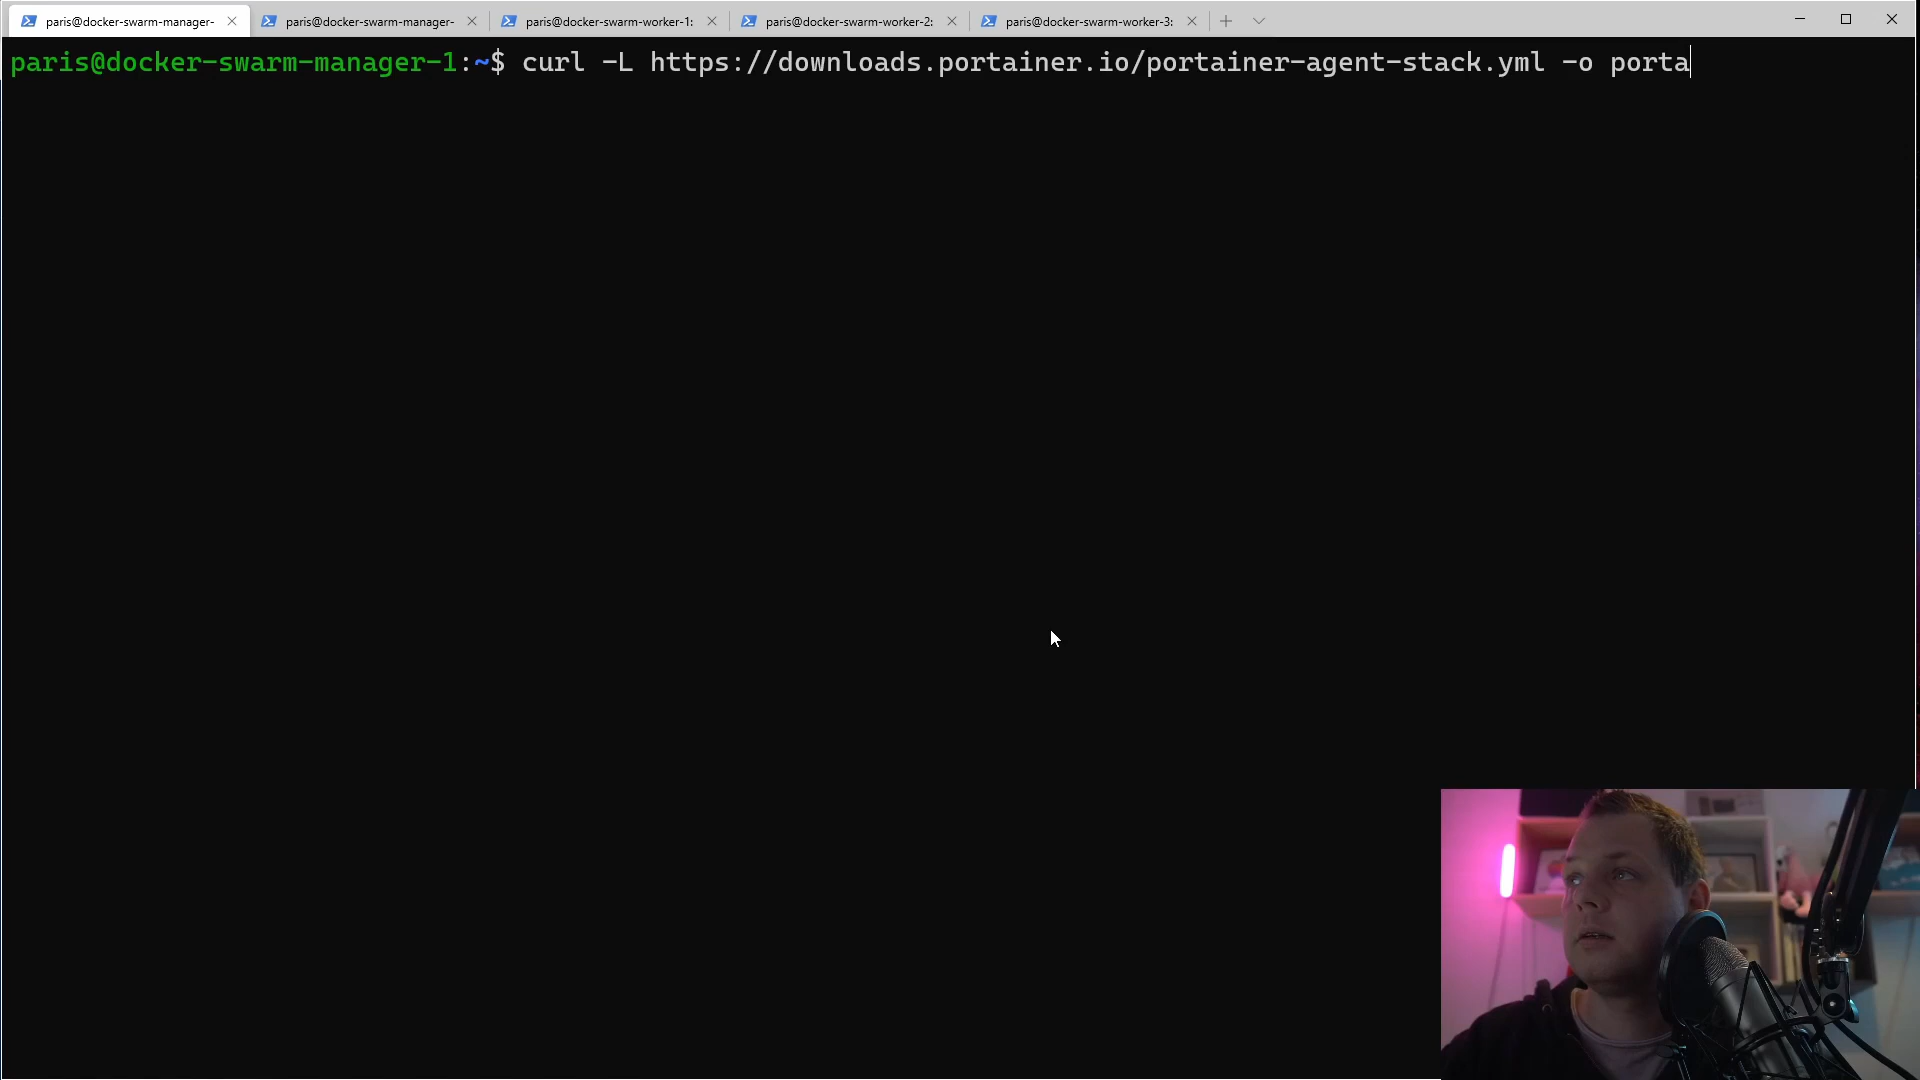 paris@docker-swarm-manager-
paris@docker-swarm-manager-
paris@docker-swarm-worker-1:
paris@docker-swarm-worker-2:
paris@docker-swarm-worker-3:
paris@docker-swarm-manager-1:~$ curl -L https://downloads.portainer.io/portainer-agent-stack.yml -o porta